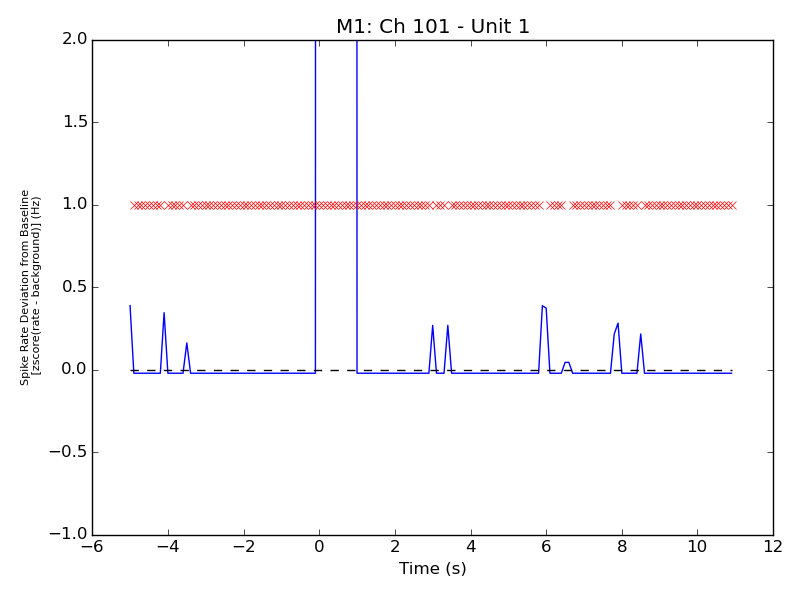 M1: Ch 101 - Unit 1
2.0
1.5
1.0
0.5
0.0
−0.5
−1.0
Spike Rate Deviation from Baseline
[zscore(rate - background)] (Hz)
−6 −4 −2 0 2 4 6 8 10 12
Time (s)